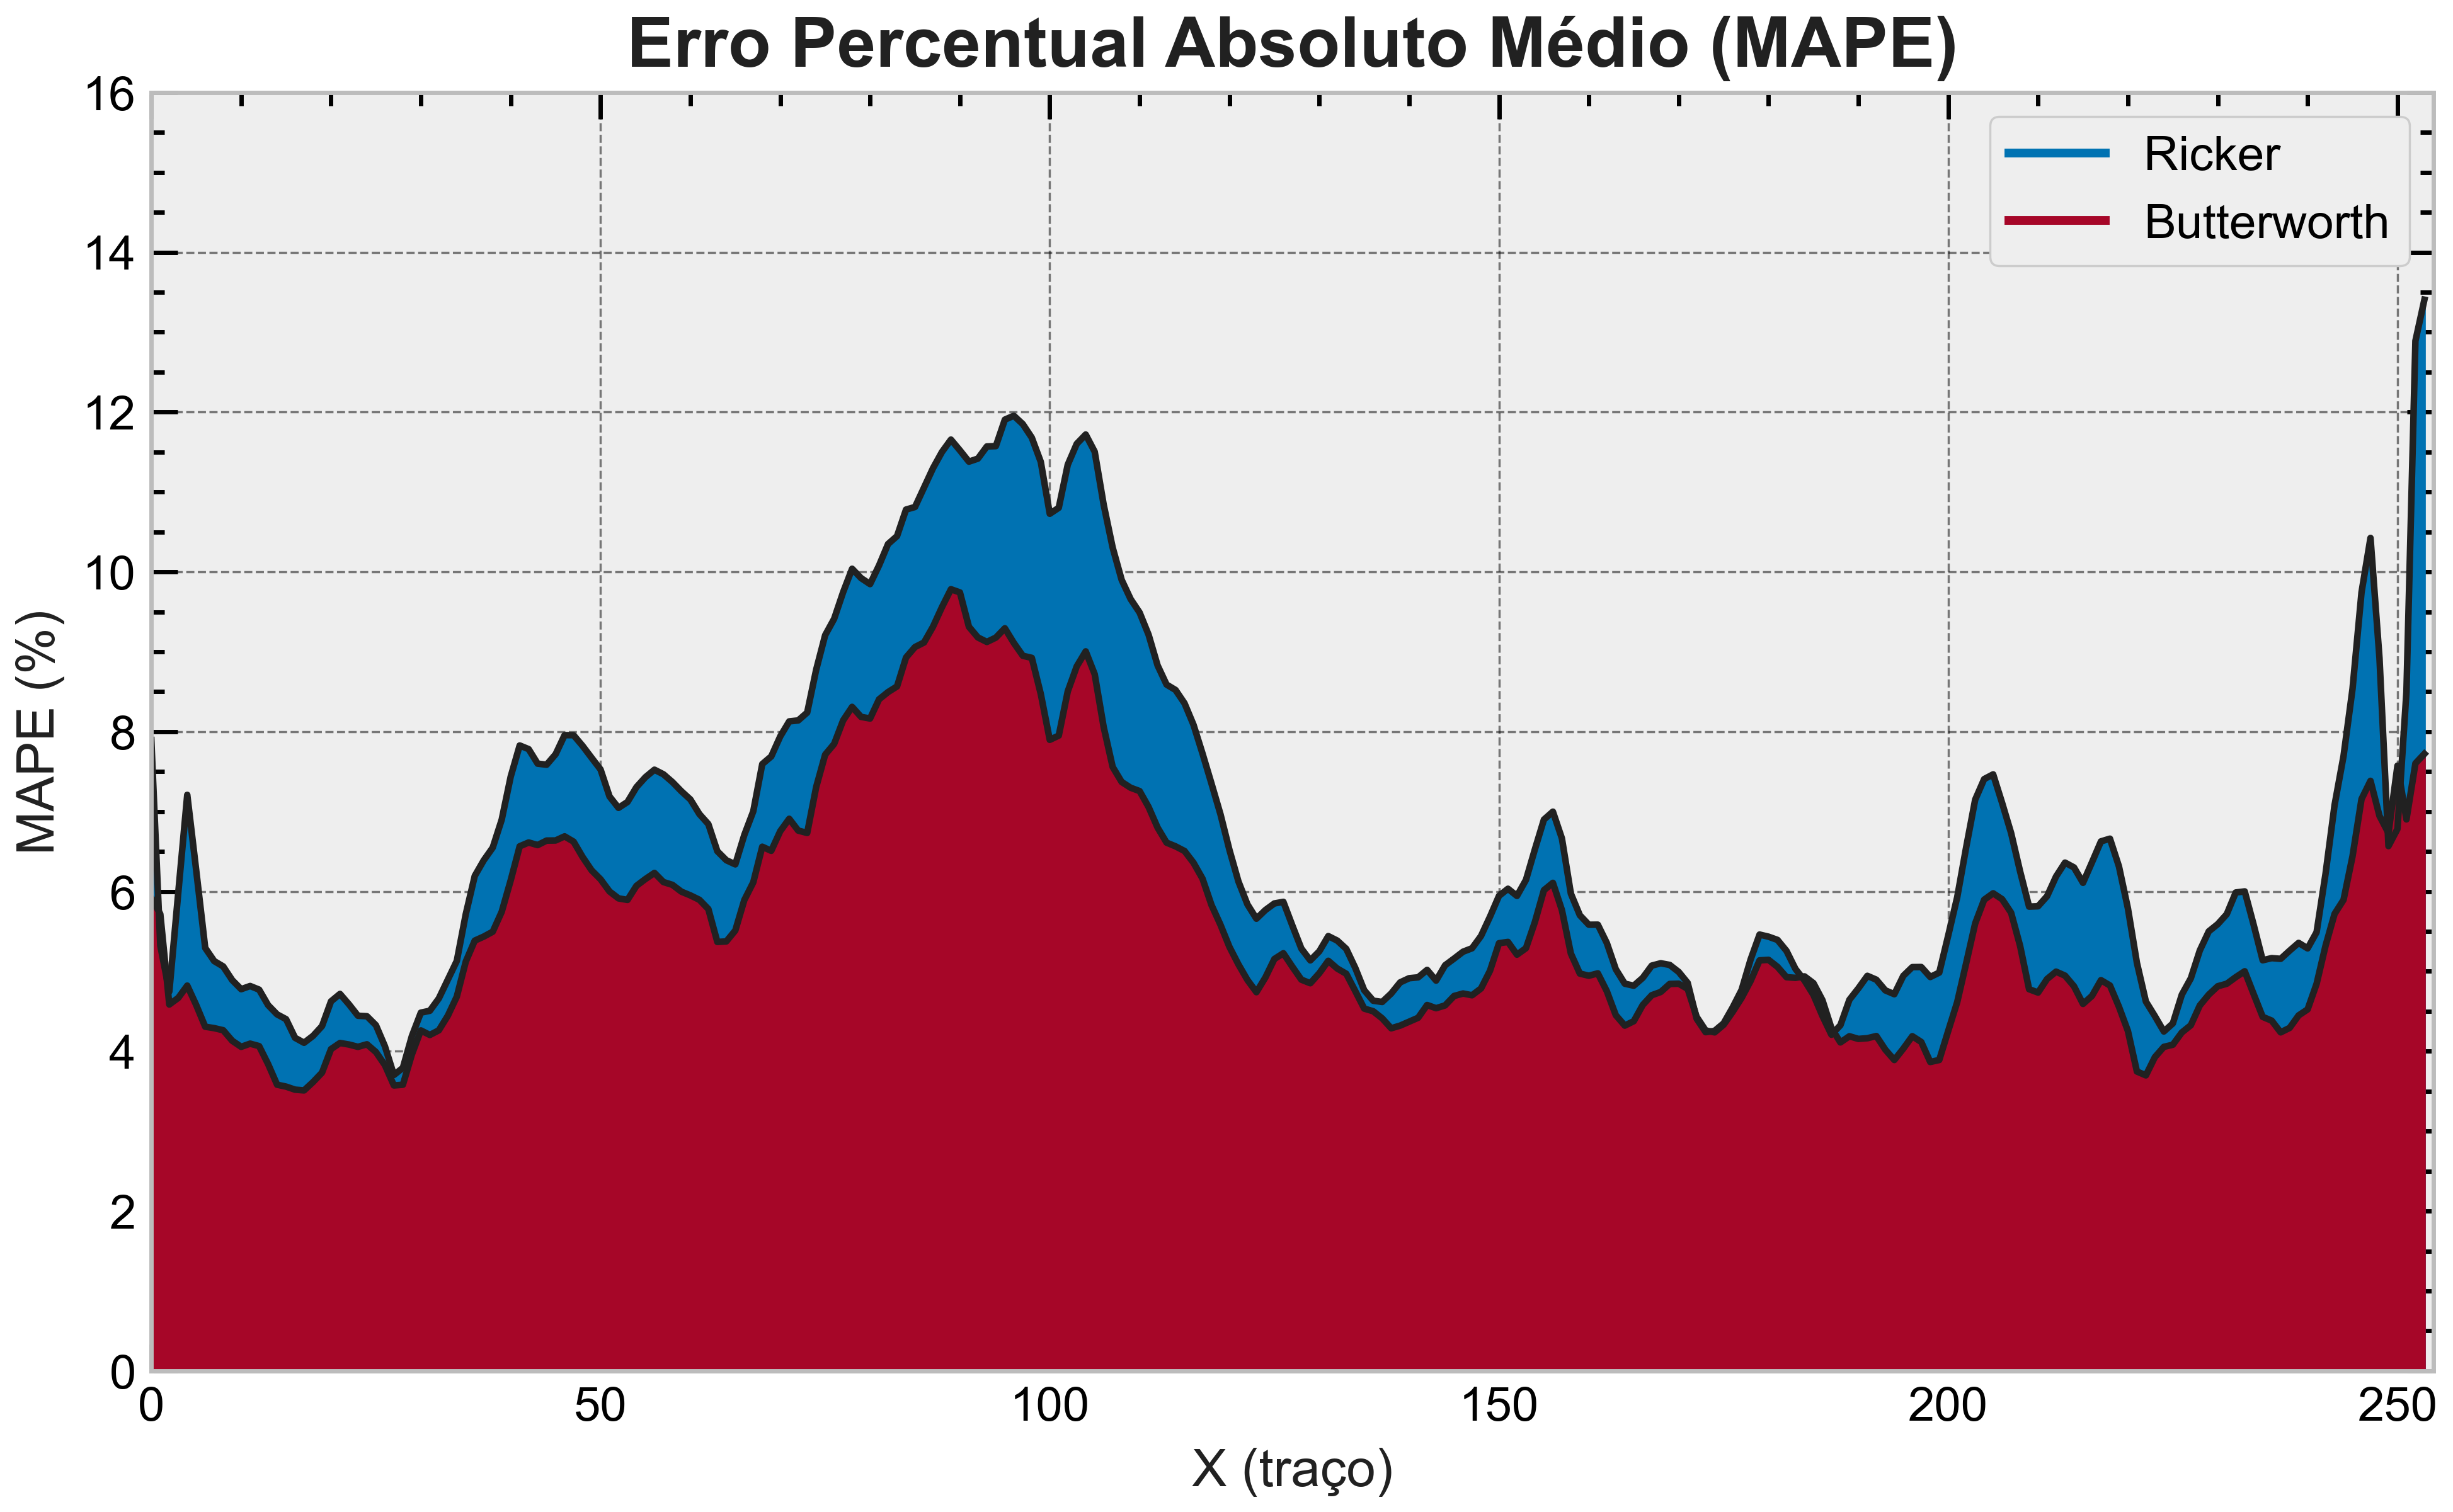 Erro Percentual Absoluto Médio (MAPE)
16
14
12
10
8
6
4
2
0
MAPE (%)
Ricker
Butterworth
0 50 100 150 200 250
X (traço)